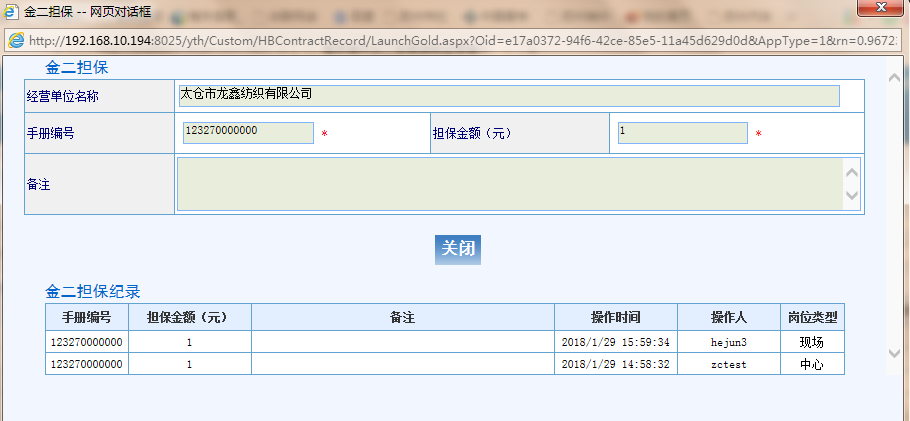 金二担保 -- 网页对话框
http://192.168.10.194:8025/yth/Custom/HBContractRecord/LaunchGold.aspx?Oid=e17a0372-94f6-42ce-85e5-11a45d629d0d&AppType=1&rn=0.9672
金二担保
经营单位名称 太仓市龙鑫纺织有限公司
手册编号 123270000000 * 担保金额（元） 1 *
备注
关闭
金二担保纪录
手册编号 担保金额（元） 备注 操作时间 操作人 岗位类型
123270000000 1 2018/1/29 15:59:34 hejun3 现场
123270000000 1 2018/1/29 14:58:32 zctest 中心